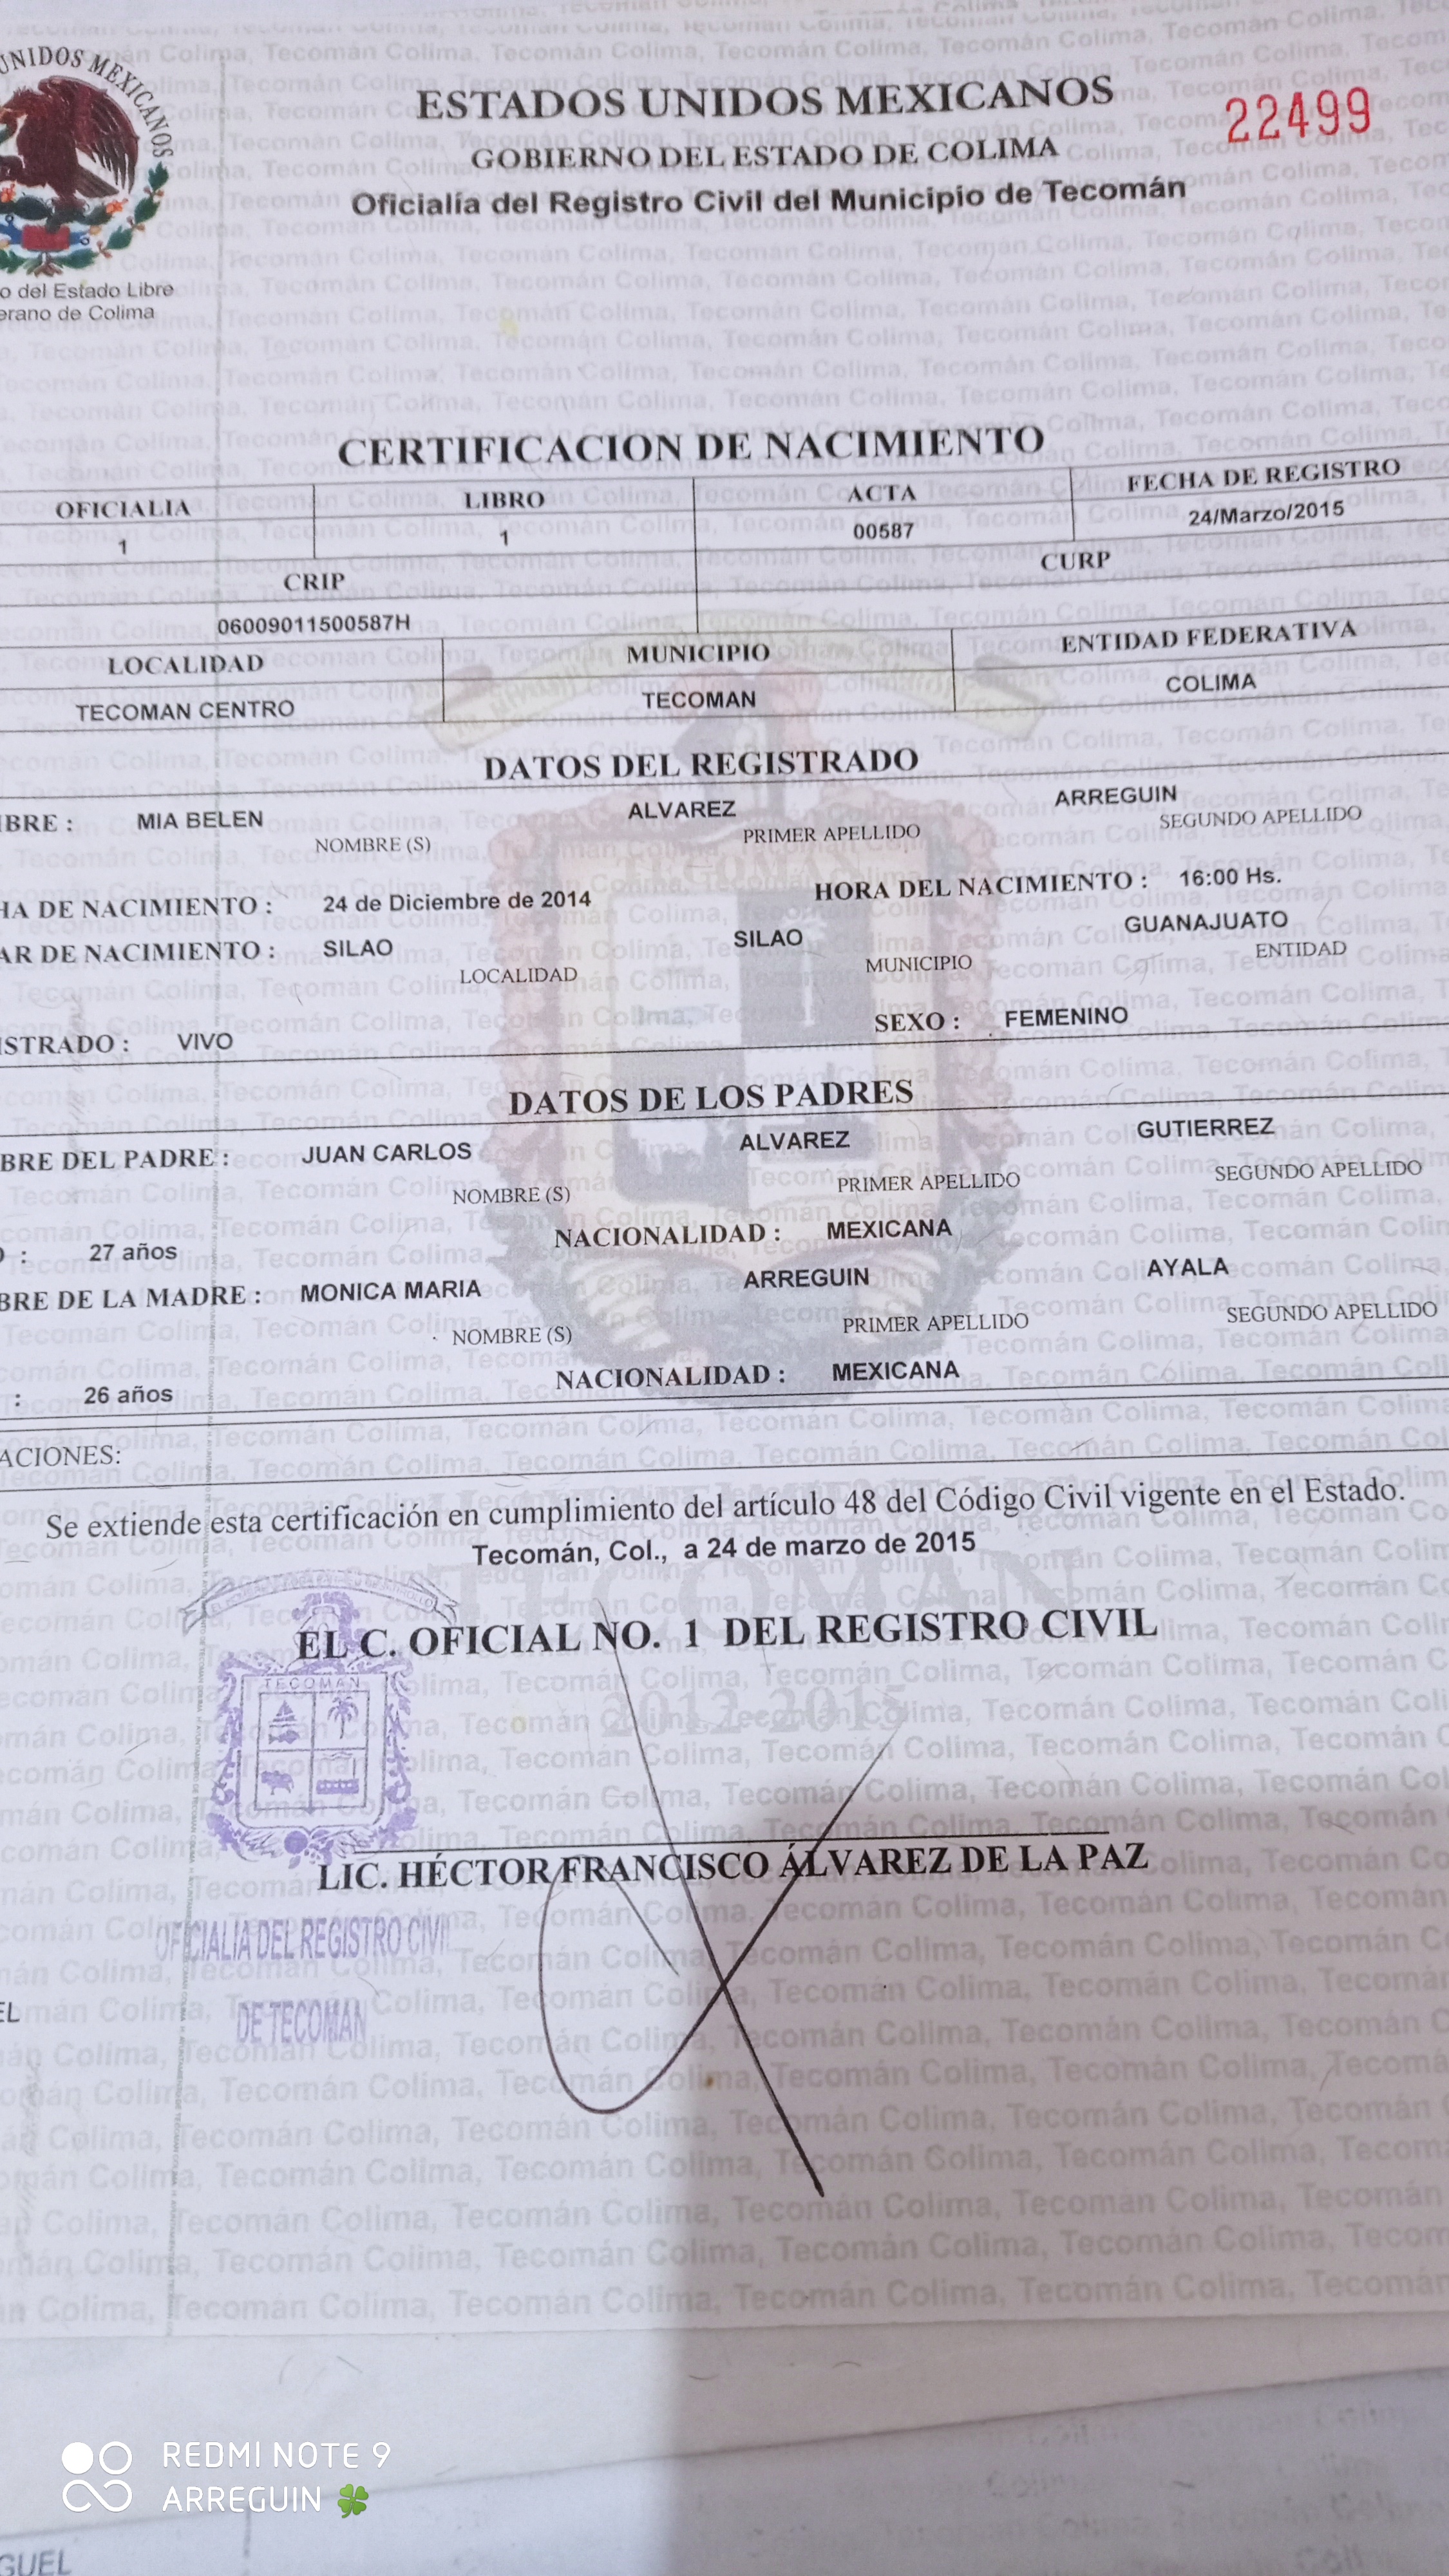 UNIDOS MEXICANOS
ESTADOS UNIDOS MEXICANOS
22499
GOBIERNO DEL ESTADO DE COLIMA
Oficialía del Registro Civil del Municipio de Tecomán
o del Estado Libre
erano de Colima
CERTIFICACION DE NACIMIENTO
OFICIALIA LIBRO ACTA FECHA DE REGISTRO
1 1 00587 24/Marzo/2015
CRIP CURP
06009011500587H
LOCALIDAD MUNICIPIO ENTIDAD FEDERATIVA
TECOMAN CENTRO TECOMAN COLIMA
DATOS DEL REGISTRADO
BRE : MIA BELEN ALVAREZ ARREGUIN
NOMBRE (S) PRIMER APELLIDO SEGUNDO APELLIDO
HA DE NACIMIENTO : 24 de Diciembre de 2014 HORA DEL NACIMIENTO : 16:00 Hs.
AR DE NACIMIENTO : SILAO SILAO GUANAJUATO
LOCALIDAD MUNICIPIO ENTIDAD
ISTRADO : VIVO SEXO : FEMENINO
DATOS DE LOS PADRES
BRE DEL PADRE : JUAN CARLOS ALVAREZ GUTIERREZ
NOMBRE (S) PRIMER APELLIDO SEGUNDO APELLIDO
: 27 años NACIONALIDAD : MEXICANA
BRE DE LA MADRE : MONICA MARIA ARREGUIN AYALA
NOMBRE (S) PRIMER APELLIDO SEGUNDO APELLIDO
: 26 años NACIONALIDAD : MEXICANA
ACIONES:
Se extiende esta certificación en cumplimiento del artículo 48 del Código Civil vigente en el Estado.
Tecomán, Col., a 24 de marzo de 2015
TECOMAN
EL C. OFICIAL NO. 1 DEL REGISTRO CIVIL
TECOMAN
2012-2015
LIC. HÉCTOR FRANCISCO ÁLVAREZ DE LA PAZ
OFICIALIA DEL REGISTRO CIVIL
DE TECOMAN
EL
REDMI NOTE 9
ARREGUIN 🍀
GUEL